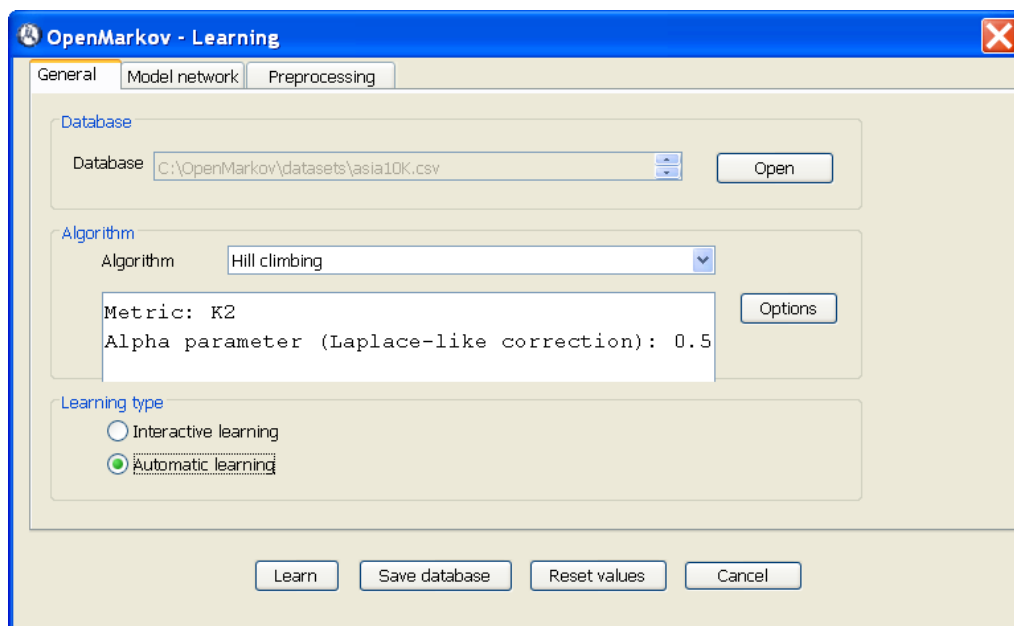 OpenMarkov - Learning
General Model network Preprocessing
Database
Database C:\OpenMarkov\datasets\asia10K.csv Open
Algorithm
Algorithm Hill climbing
Metric: K2
Alpha parameter (Laplace-like correction): 0.5
Options
Learning type
Interactive learning
Automatic learning
Learn Save database Reset values Cancel